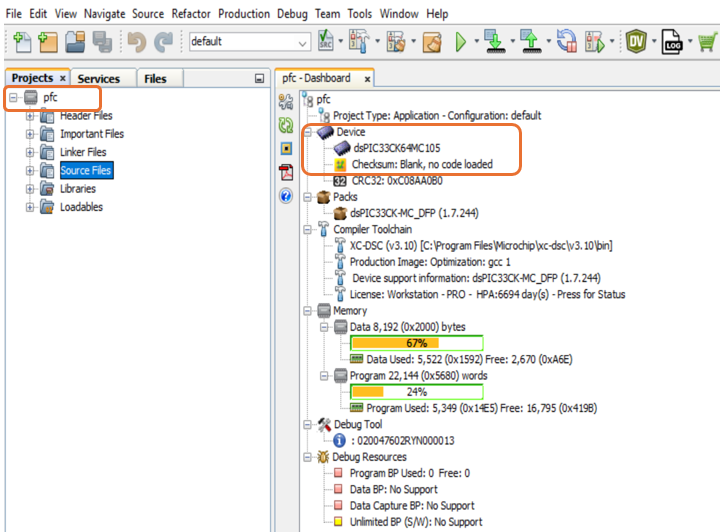 File Edit View Navigate Source Refactor Production Debug Team Tools Window Help
default
SRC
DV
LOG
Projects × Services Files
pfc
Header Files
Important Files
Linker Files
Source Files
Libraries
Loadables
pfc - Dashboard ×
pfc
Project Type: Application - Configuration: default
Device
dsPIC33CK64MC105
Checksum: Blank, no code loaded
32 CRC32: 0xC08AA0B0
Packs
dsPIC33CK-MC_DFP (1.7.244)
Compiler Toolchain
XC-DSC (v3.10) [C:\Program Files\Microchip\xc-dsc\v3.10\bin]
Production Image: Optimization: gcc 1
Device support information: dsPIC33CK-MC_DFP (1.7.244)
License: Workstation - PRO - HPA:6694 day(s) - Press for Status
Memory
Data 8,192 (0x2000) bytes
67%
Data Used: 5,522 (0x1592) Free: 2,670 (0xA6E)
Program 22,144 (0x5680) words
24%
Program Used: 5,349 (0x14E5) Free: 16,795 (0x419B)
Debug Tool
: 020047602RYN000013
Debug Resources
Program BP Used: 0 Free: 0
Data BP: No Support
Data Capture BP: No Support
Unlimited BP (S/W): No Support